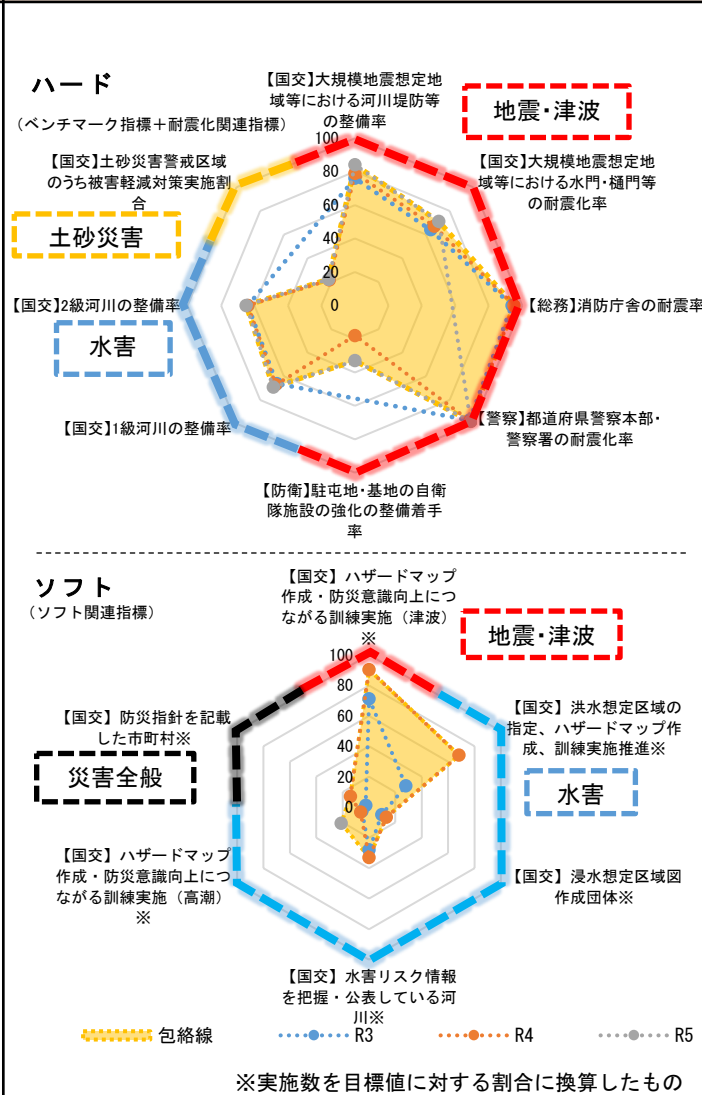 ハード
(ベンチマーク指標＋耐震化関連指標)
【国交】大規模地震想定地
域等における河川堤防等
の整備率
地震・津波
【国交】土砂災害警戒区域
のうち被害軽減対策実施割
合
【国交】大規模地震想定地
域等における水門・樋門等
の耐震化率
土砂災害
100
80
60
40
20
0
【国交】2級河川の整備率
【総務】消防庁舎の耐震率
水害
【国交】1級河川の整備率
【警察】都道府県警察本部・
警察署の耐震化率
【防衛】駐屯地・基地の自衛
隊施設の強化の整備着手
率
ソフト
(ソフト関連指標)
【国交】ハザードマップ
作成・防災意識向上につ
ながる訓練実施（津波）
※
地震・津波
100
80
60
40
20
0
【国交】防災指針を記載
した市町村※
【国交】洪水想定区域の
指定、ハザードマップ作
成、訓練実施推進※
災害全般
水害
【国交】ハザードマップ
作成・防災意識向上につ
ながる訓練実施（高潮）
※
【国交】浸水想定区域図
作成団体※
【国交】水害リスク情報
を把握・公表している河
川※
包絡線
R3
R4
R5
※実施数を目標値に対する割合に換算したもの